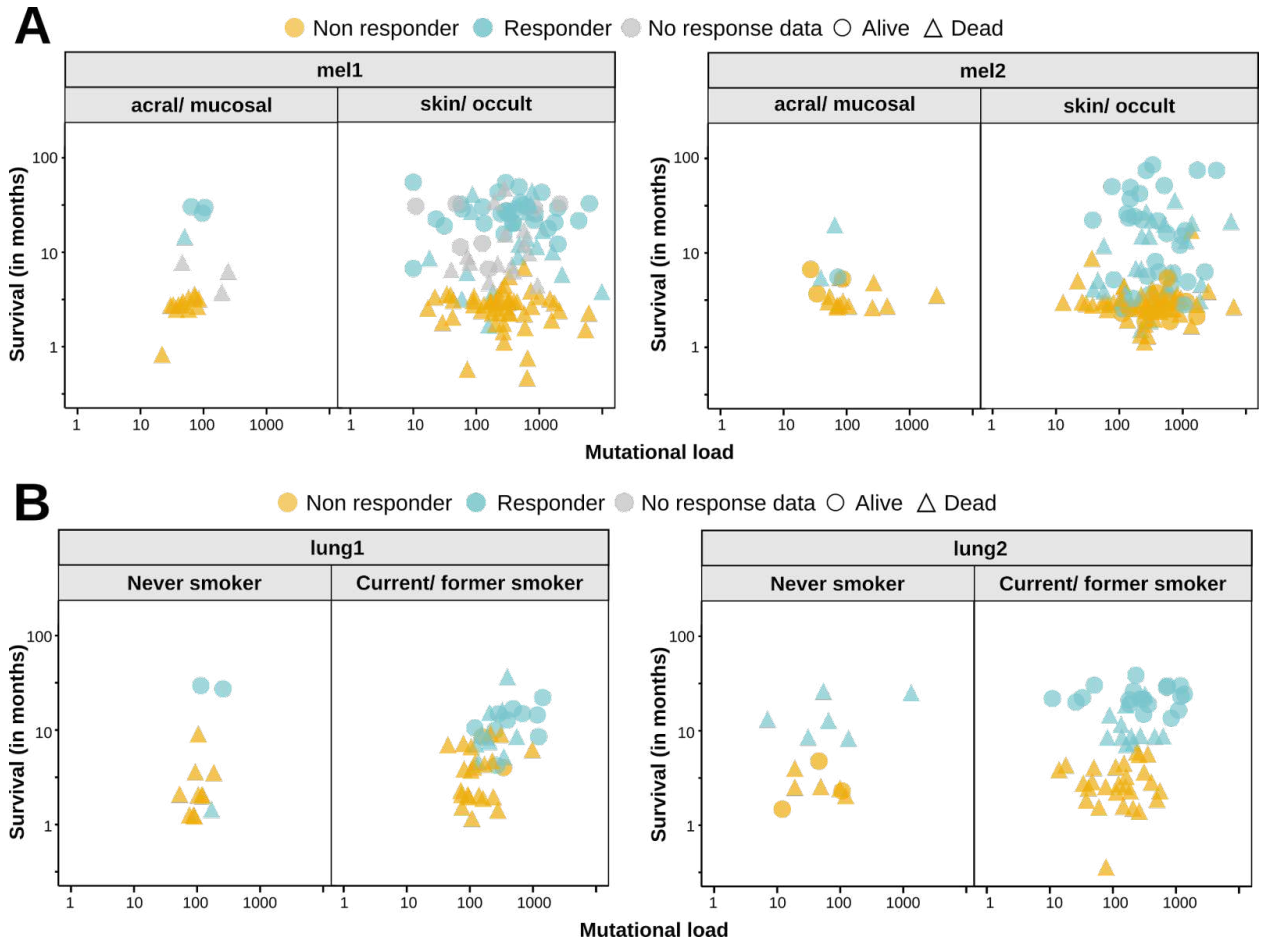 A
Non responder Responder No response data Alive Dead
mel1
acral/ mucosal skin/ occult
mel2
acral/ mucosal skin/ occult
Survival (in months)
100
10
1
1 10 100 1000 1 10 100 1000
Survival (in months)
100
10
1
1 10 100 1000 1 10 100 1000
Mutational load
B
Non responder Responder No response data Alive Dead
lung1
Never smoker Current/ former smoker
lung2
Never smoker Current/ former smoker
Survival (in months)
100
10
1
1 10 100 1000 1 10 100 1000
Survival (in months)
100
10
1
1 10 100 1000 1 10 100 1000
Mutational load